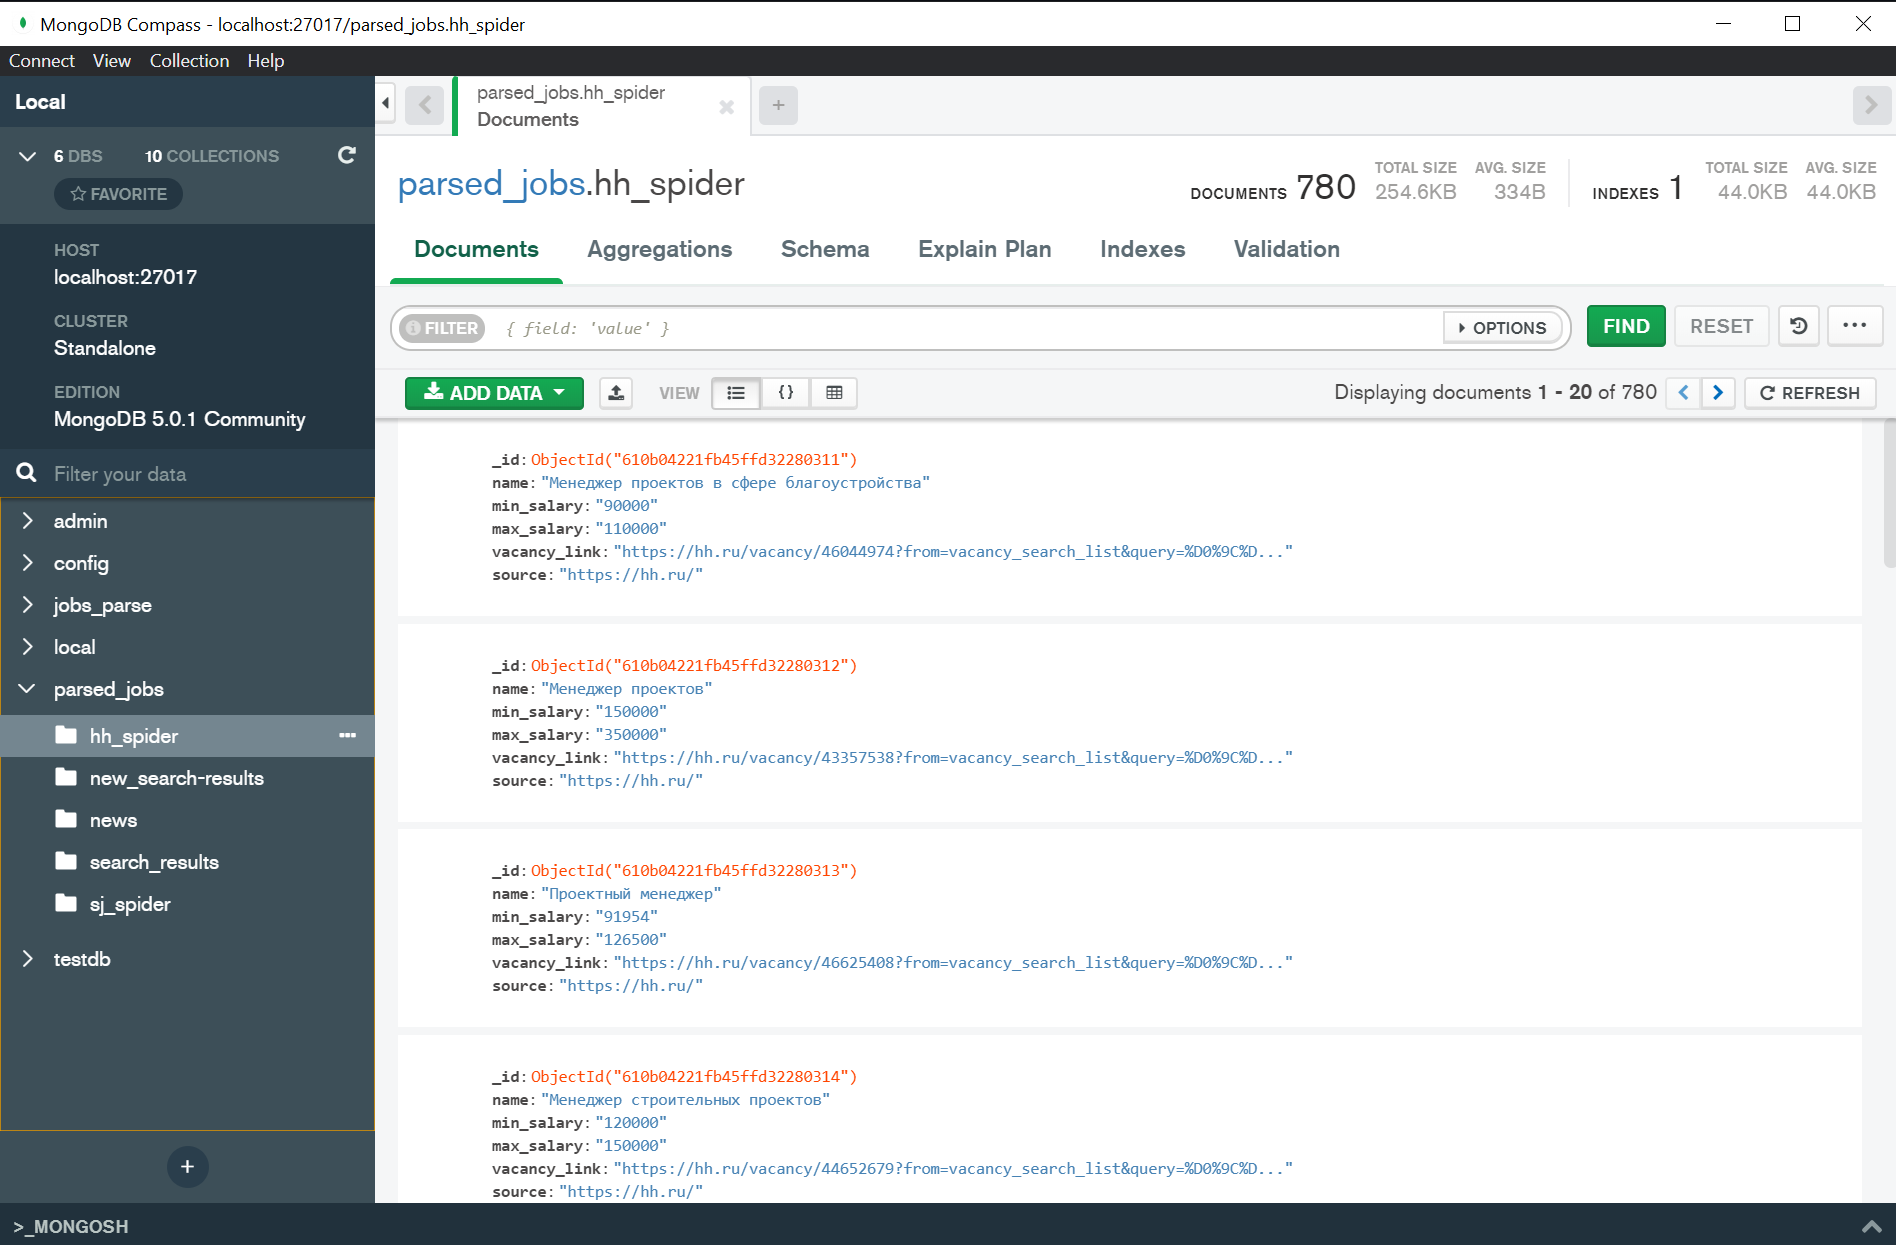 MongoDB Compass - localhost:27017/parsed_jobs.hh_spider
Connect View Collection Help
Local
6 DBS 10 COLLECTIONS
FAVORITE
HOST
localhost:27017
CLUSTER
Standalone
EDITION
MongoDB 5.0.1 Community
Filter your data
admin
config
jobs_parse
local
parsed_jobs
hh_spider
new_search-results
news
search_results
sj_spider
testdb
+
>_MONGOSH
parsed_jobs.hh_spider
Documents
+
parsed_jobs.hh_spider
DOCUMENTS 780 TOTAL SIZE 254.6KB AVG. SIZE 334B INDEXES 1 TOTAL SIZE 44.0KB AVG. SIZE 44.0KB
Documents Aggregations Schema Explain Plan Indexes Validation
FILTER { field: 'value' } OPTIONS FIND RESET ...
ADD DATA VIEW {} Displaying documents 1 - 20 of 780 REFRESH
_id: ObjectId("610b04221fb45ffd32280311")
name: "Менеджер проектов в сфере благоустройства"
min_salary: "90000"
max_salary: "110000"
vacancy_link: "https://hh.ru/vacancy/46044974?from=vacancy_search_list&query=%D0%9C%D..."
source: "https://hh.ru/"
_id: ObjectId("610b04221fb45ffd32280312")
name: "Менеджер проектов"
min_salary: "150000"
max_salary: "350000"
vacancy_link: "https://hh.ru/vacancy/43357538?from=vacancy_search_list&query=%D0%9C%D..."
source: "https://hh.ru/"
_id: ObjectId("610b04221fb45ffd32280313")
name: "Проектный менеджер"
min_salary: "91954"
max_salary: "126500"
vacancy_link: "https://hh.ru/vacancy/46625408?from=vacancy_search_list&query=%D0%9C%D..."
source: "https://hh.ru/"
_id: ObjectId("610b04221fb45ffd32280314")
name: "Менеджер строительных проектов"
min_salary: "120000"
max_salary: "150000"
vacancy_link: "https://hh.ru/vacancy/44652679?from=vacancy_search_list&query=%D0%9C%D..."
source: "https://hh.ru/"